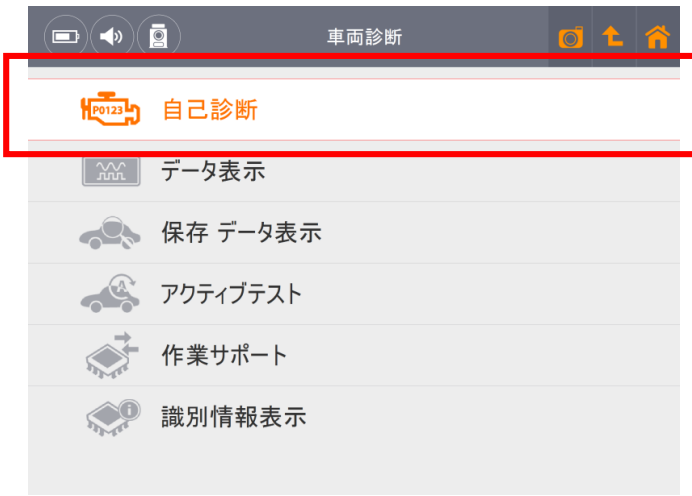 車両診断
P0123
自己診断
データ表示
保存 データ表示
A
アクティブテスト
作業サポート
i
識別情報表示